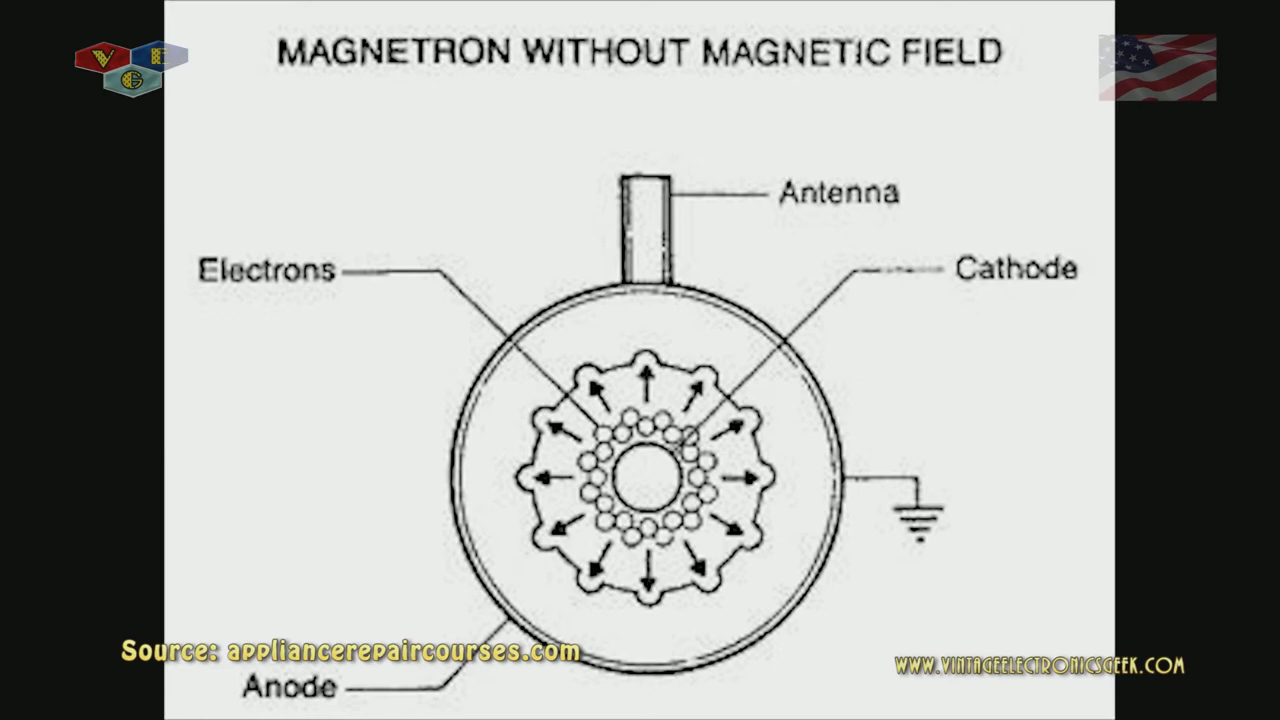 MAGNETRON WITHOUT MAGNETIC FIELD
Antenna
Electrons
Cathode
Source: appliancerepaircourses.com
WWW.VINTAGEELECTRONICSGEEK.COM
Anode
V E
G